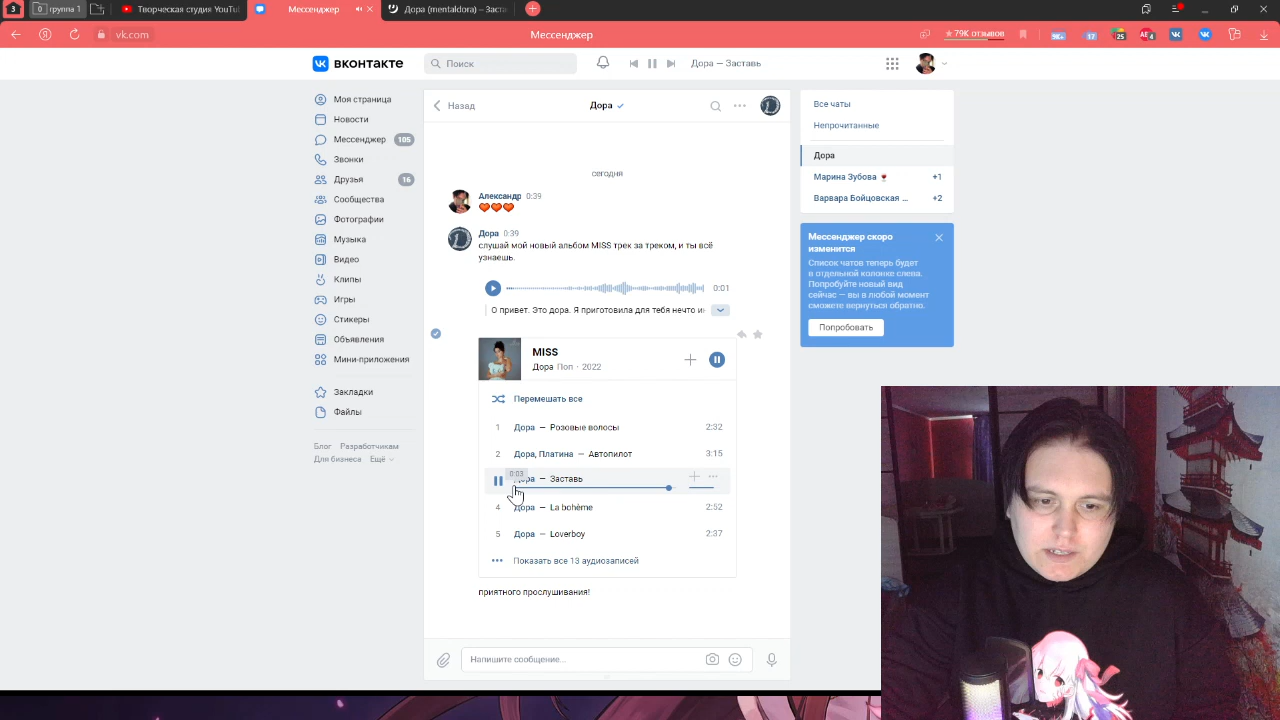 3
0 группа 1
Творческая студия YouTu
Мессенджер
Дора (mentaldora) – Заста
vk.com
Мессенджер
79K отзывов
ВКОНТАКТЕ
Поиск
Дора — Заставь
Моя страница
Новости
Мессенджер 105
Звонки
Друзья 16
Сообщества
Фотографии
Музыка
Видео
Клипы
Игры
Стикеры
Объявления
Мини-приложения
Закладки
Файлы
Блог Разработчикам
Для бизнеса Ещё
Назад
Дора
сегодня
Александр 0:39
Дора 0:39
слушай мой новый альбом MISS трек за треком, и ты всё
узнаешь.
0:01
О привет. Это дора. Я приготовила для тебя нечто и
MISS
Дора Поп · 2022
Перемешать все
1 Дора — Розовые волосы 2:32
2 Дора, Платина — Автопилот 3:15
0:03
Дора — Заставь
4 Дора — La bohème 2:52
5 Дора — Loverboy 2:37
Показать все 13 аудиозаписей
приятного прослушивания!
Напишите сообщение...
Все чаты
Непрочитанные
Дора
Марина Зубова +1
Варвара Бойцовская ... +2
Мессенджер скоро
изменится
Список чатов теперь будет
в отдельной колонке слева.
Попробуйте новый вид
сейчас — вы в любой момент
сможете вернуться обратно.
Попробовать